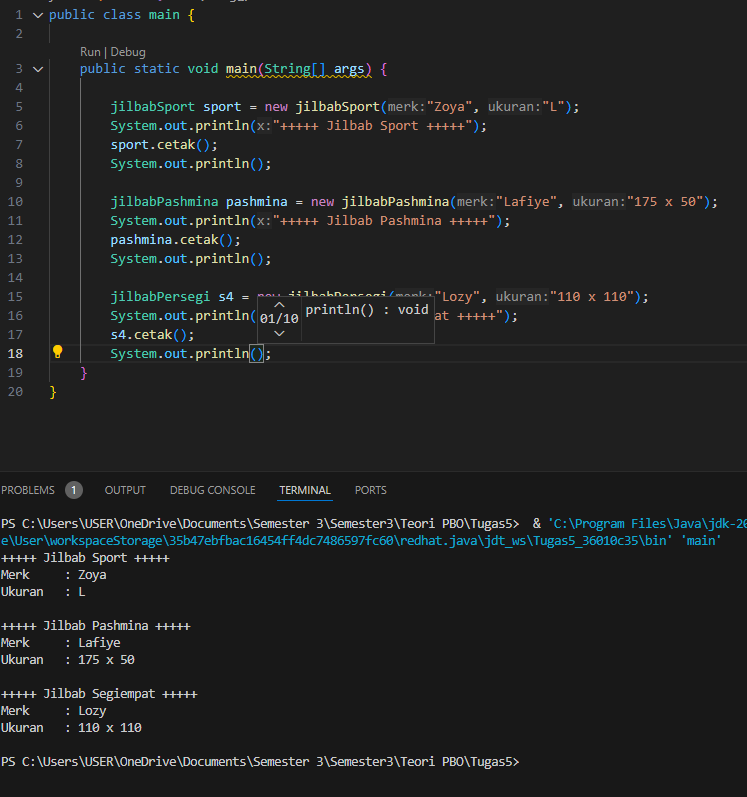 1 public class main {
2
Run | Debug
3 public static void main(String[] args) {
4
5 jilbabSport sport = new jilbabSport(merk:"Zoya", ukuran:"L");
6 System.out.println(x:"+++++ Jilbab Sport +++++");
7 sport.cetak();
8 System.out.println();
9
10 jilbabPashmina pashmina = new jilbabPashmina(merk:"Lafiye", ukuran:"175 x 50");
11 System.out.println(x:"+++++ Jilbab Pashmina +++++");
12 pashmina.cetak();
13 System.out.println();
14
15 jilbabPersegi s4 = new jilbabPersegi(merk:"Lozy", ukuran:"110 x 110");
16 System.out.println( at +++++");
01/10 println() : void
17 s4.cetak();
18 System.out.println();
19 }
20 }
PROBLEMS 1 OUTPUT DEBUG CONSOLE TERMINAL PORTS
PS C:\Users\USER\OneDrive\Documents\Semester 3\Semester3\Teori PBO\Tugas5> & 'C:\Program Files\Java\jdk-20
e\User\workspaceStorage\35b47ebfbac16454ff4dc7486597fc60\redhat.java\jdt_ws\Tugas5_36010c35\bin' 'main'
+++++ Jilbab Sport +++++
Merk : Zoya
Ukuran : L
+++++ Jilbab Pashmina +++++
Merk : Lafiye
Ukuran : 175 x 50
+++++ Jilbab Segiempat +++++
Merk : Lozy
Ukuran : 110 x 110
PS C:\Users\USER\OneDrive\Documents\Semester 3\Semester3\Teori PBO\Tugas5>